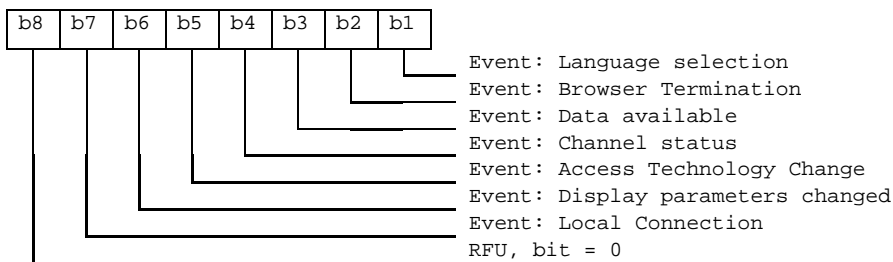 b8 b7 b6 b5 b4 b3 b2 b1
Event: Language selection
Event: Browser Termination
Event: Data available
Event: Channel status
Event: Access Technology Change
Event: Display parameters changed
Event: Local Connection
RFU, bit = 0